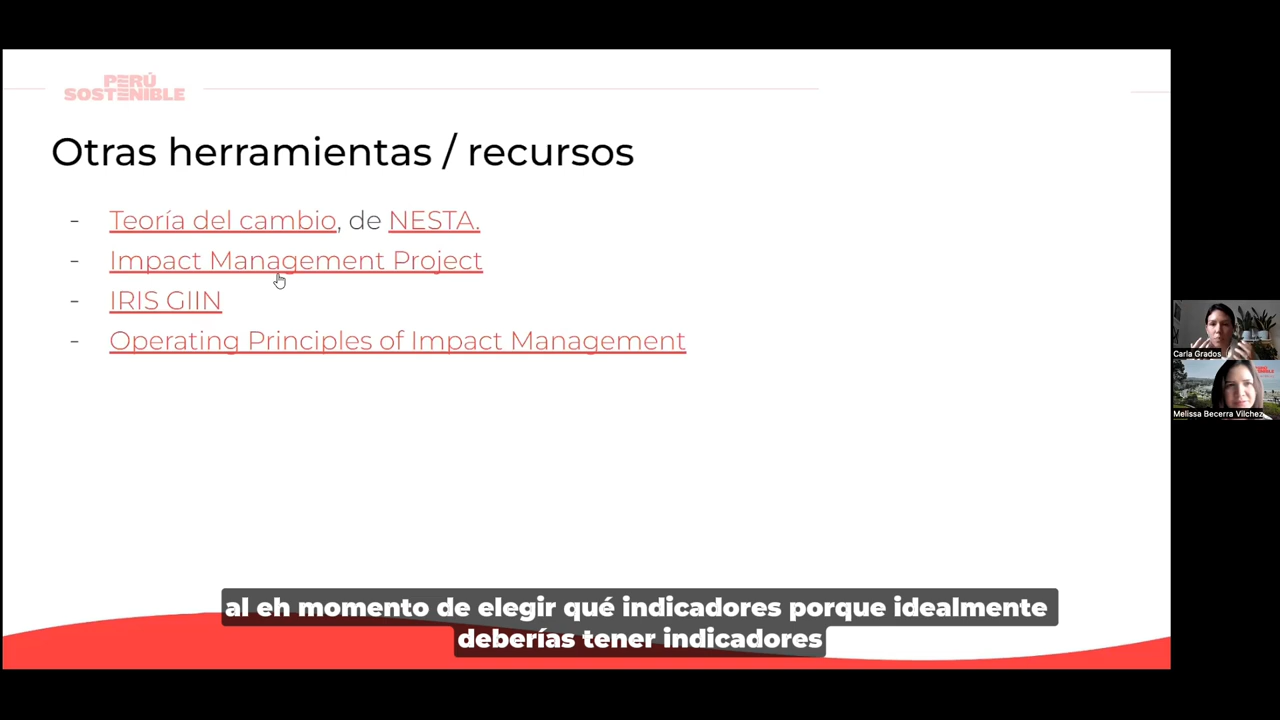 PERÚ
SOSTENIBLE
Otras herramientas / recursos
- Teoría del cambio, de NESTA.
- Impact Management Project
- IRIS GIIN
- Operating Principles of Impact Management
Carla Grados
Melissa Becerra Vilchez
al eh momento de elegir qué indicadores porque idealmente
deberías tener indicadores